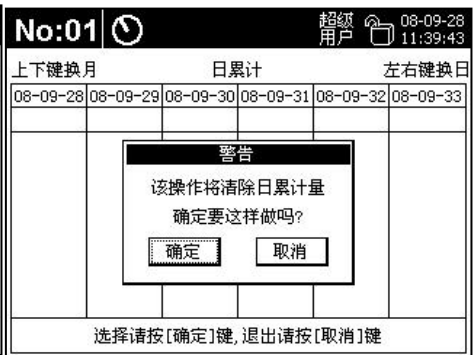 No:01 超级用户 08-09-28 11:39:43
上下键换月 日累计 左右键换日
08-09-28 08-09-29 08-09-30 08-09-31 08-09-32 08-09-33
警告
该操作将清除日累计量
确定要这样做吗?
确定 取消
选择请按[确定]键,退出请按[取消]键